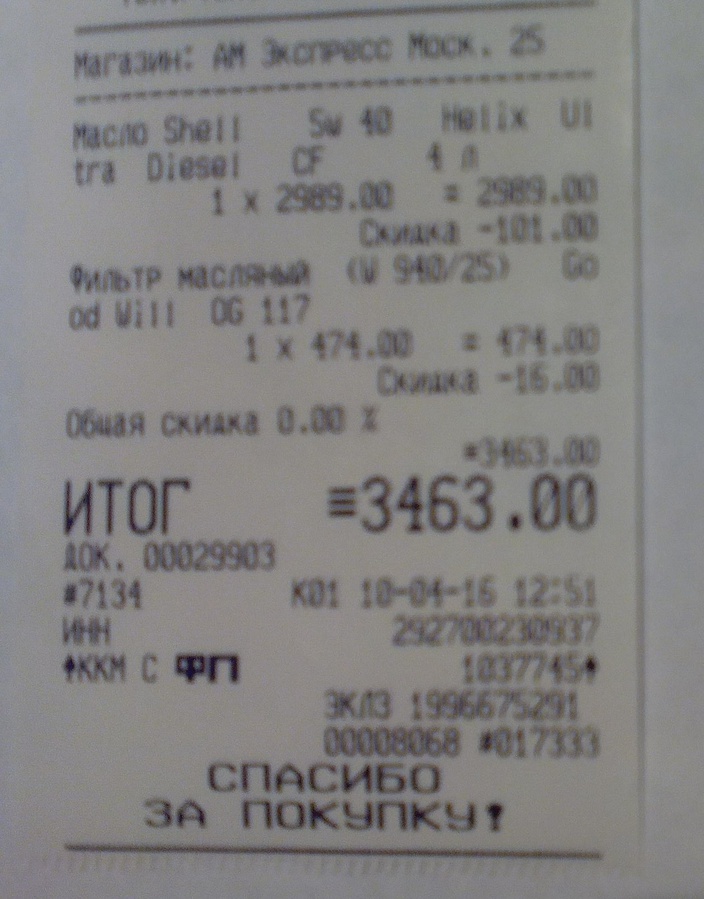 Магазин: АМ Экспресс Моск. 25
Масло Shell 5w 40 Helix Ul
tra Diesel CF 4 л
1 x 2989.00 = 2989.00
Скидка -101.00
Фильтр масляный (W 940/25) Go
od Will OG 117
1 x 474.00 = 474.00
Скидка -16.00
Общая скидка 0.00 %
=3463.00
ИТОГ ≡3463.00
ДОК. 00029903
#7134 К01 10-04-16 12:51
ИНН 292700230937
ККМ С ФП 1037745
ЭКЛЗ 1996675291
00008068 #017333
СПАСИБО
ЗА ПОКУПКУ!